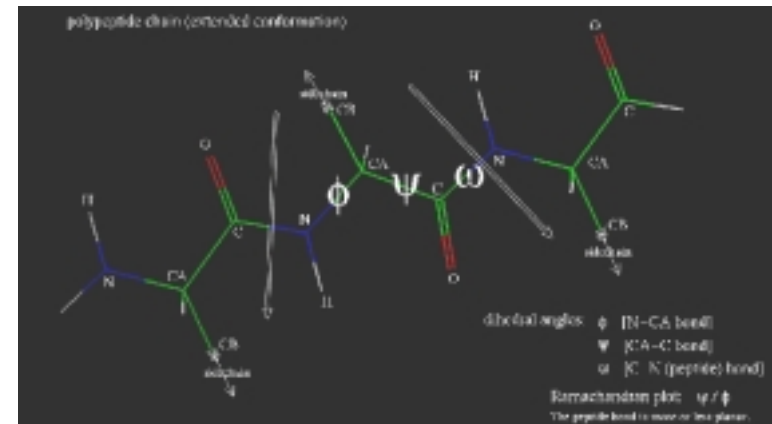 polypeptide chain (extended conformation)
O
H
sidechain
CB
O
CA
C
N
CA
ϕ
ψ
C
ω
N
H
C
O
CB
sidechain
H
N
CA
CB
sidechain
dihedral angles: ϕ [N-CA bond]
ψ [CA-C bond]
ω [C-N (peptide) bond]
Ramachandran plot: ψ / ϕ
The peptide bond is more or less planar.